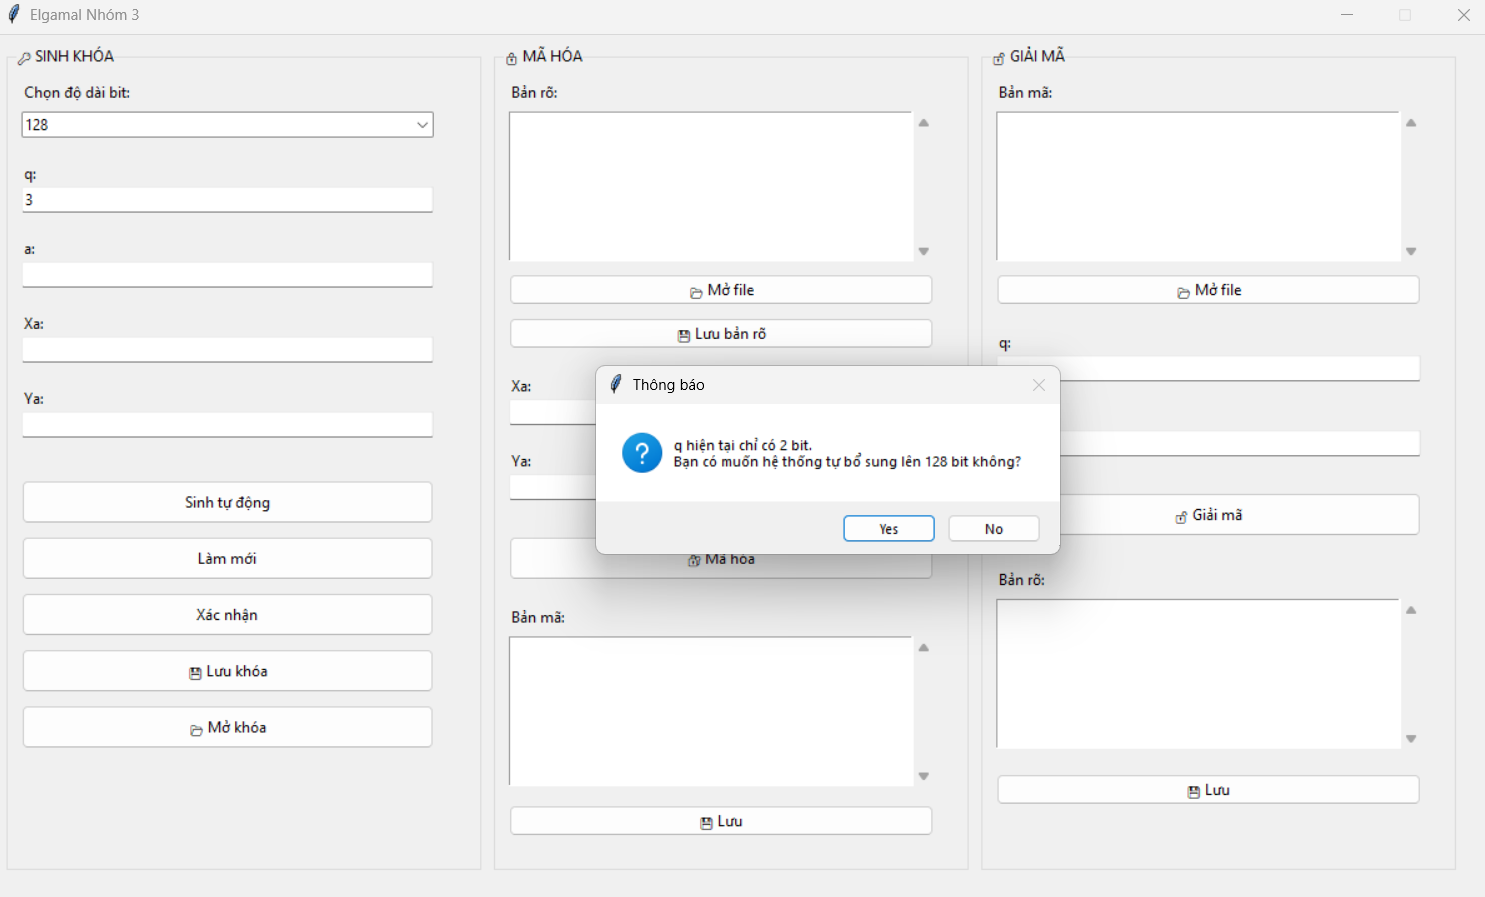 Elgamal Nhóm 3
SINH KHÓA
Chọn độ dài bit:
128
q:
3
a:
Xa:
Ya:
Sinh tự động
Làm mới
Xác nhận
Lưu khóa
Mở khóa
MÃ HÓA
Bản rõ:
Mở file
Lưu bản rõ
Xa:
Ya:
Mã hóa
Bản mã:
Lưu
GIẢI MÃ
Bản mã:
Mở file
q:
Giải mã
Bản rõ:
Lưu
Thông báo
q hiện tại chỉ có 2 bit.
Bạn có muốn hệ thống tự bổ sung lên 128 bit không?
Yes
No